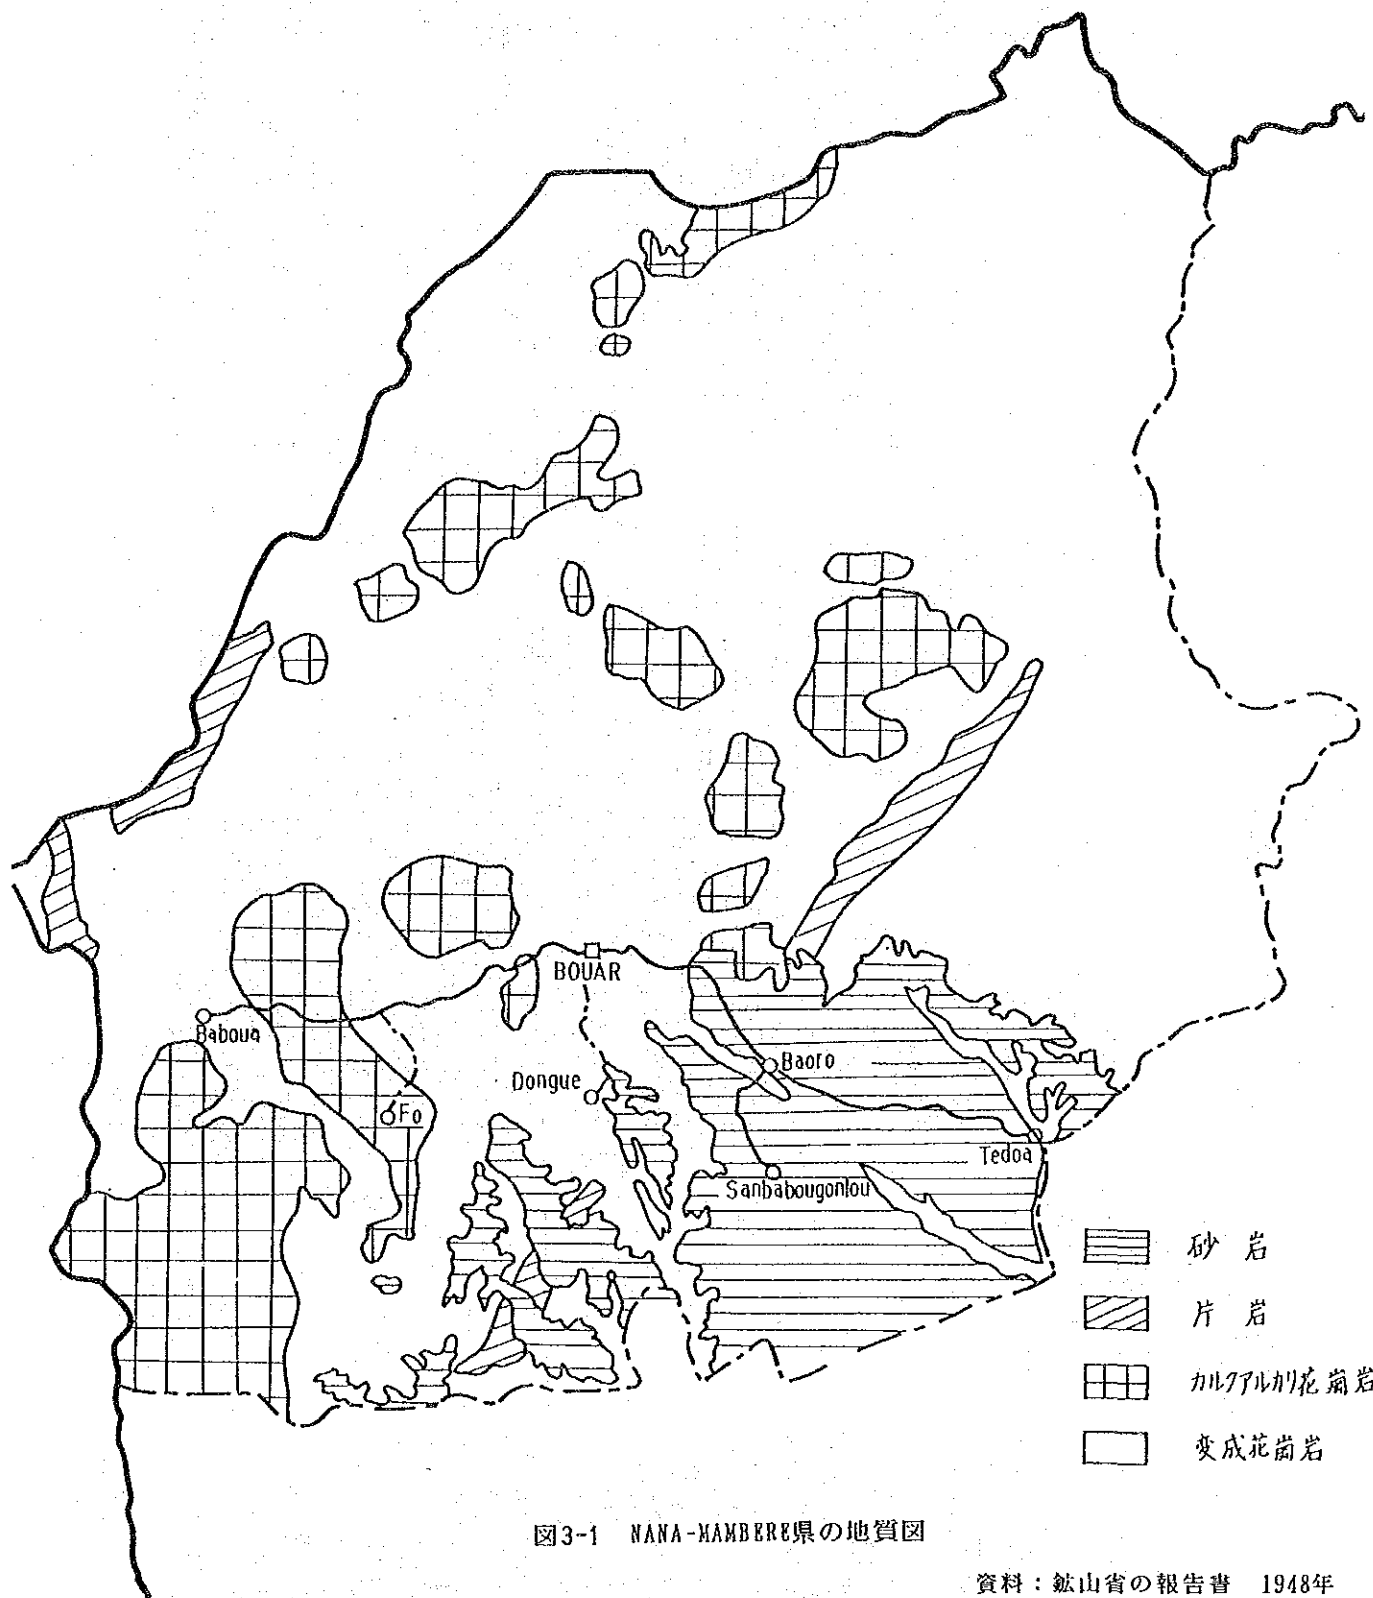 BOUAR
Baboua
Baoro
Dongue
Fo
Tedoa
Sanbabougonlou
砂岩
片岩
カルクアルカリ花崗岩
変成花崗岩
図3-1 NANA-MAMBERE県の地質図
資料：鉱山省の報告書 1948年